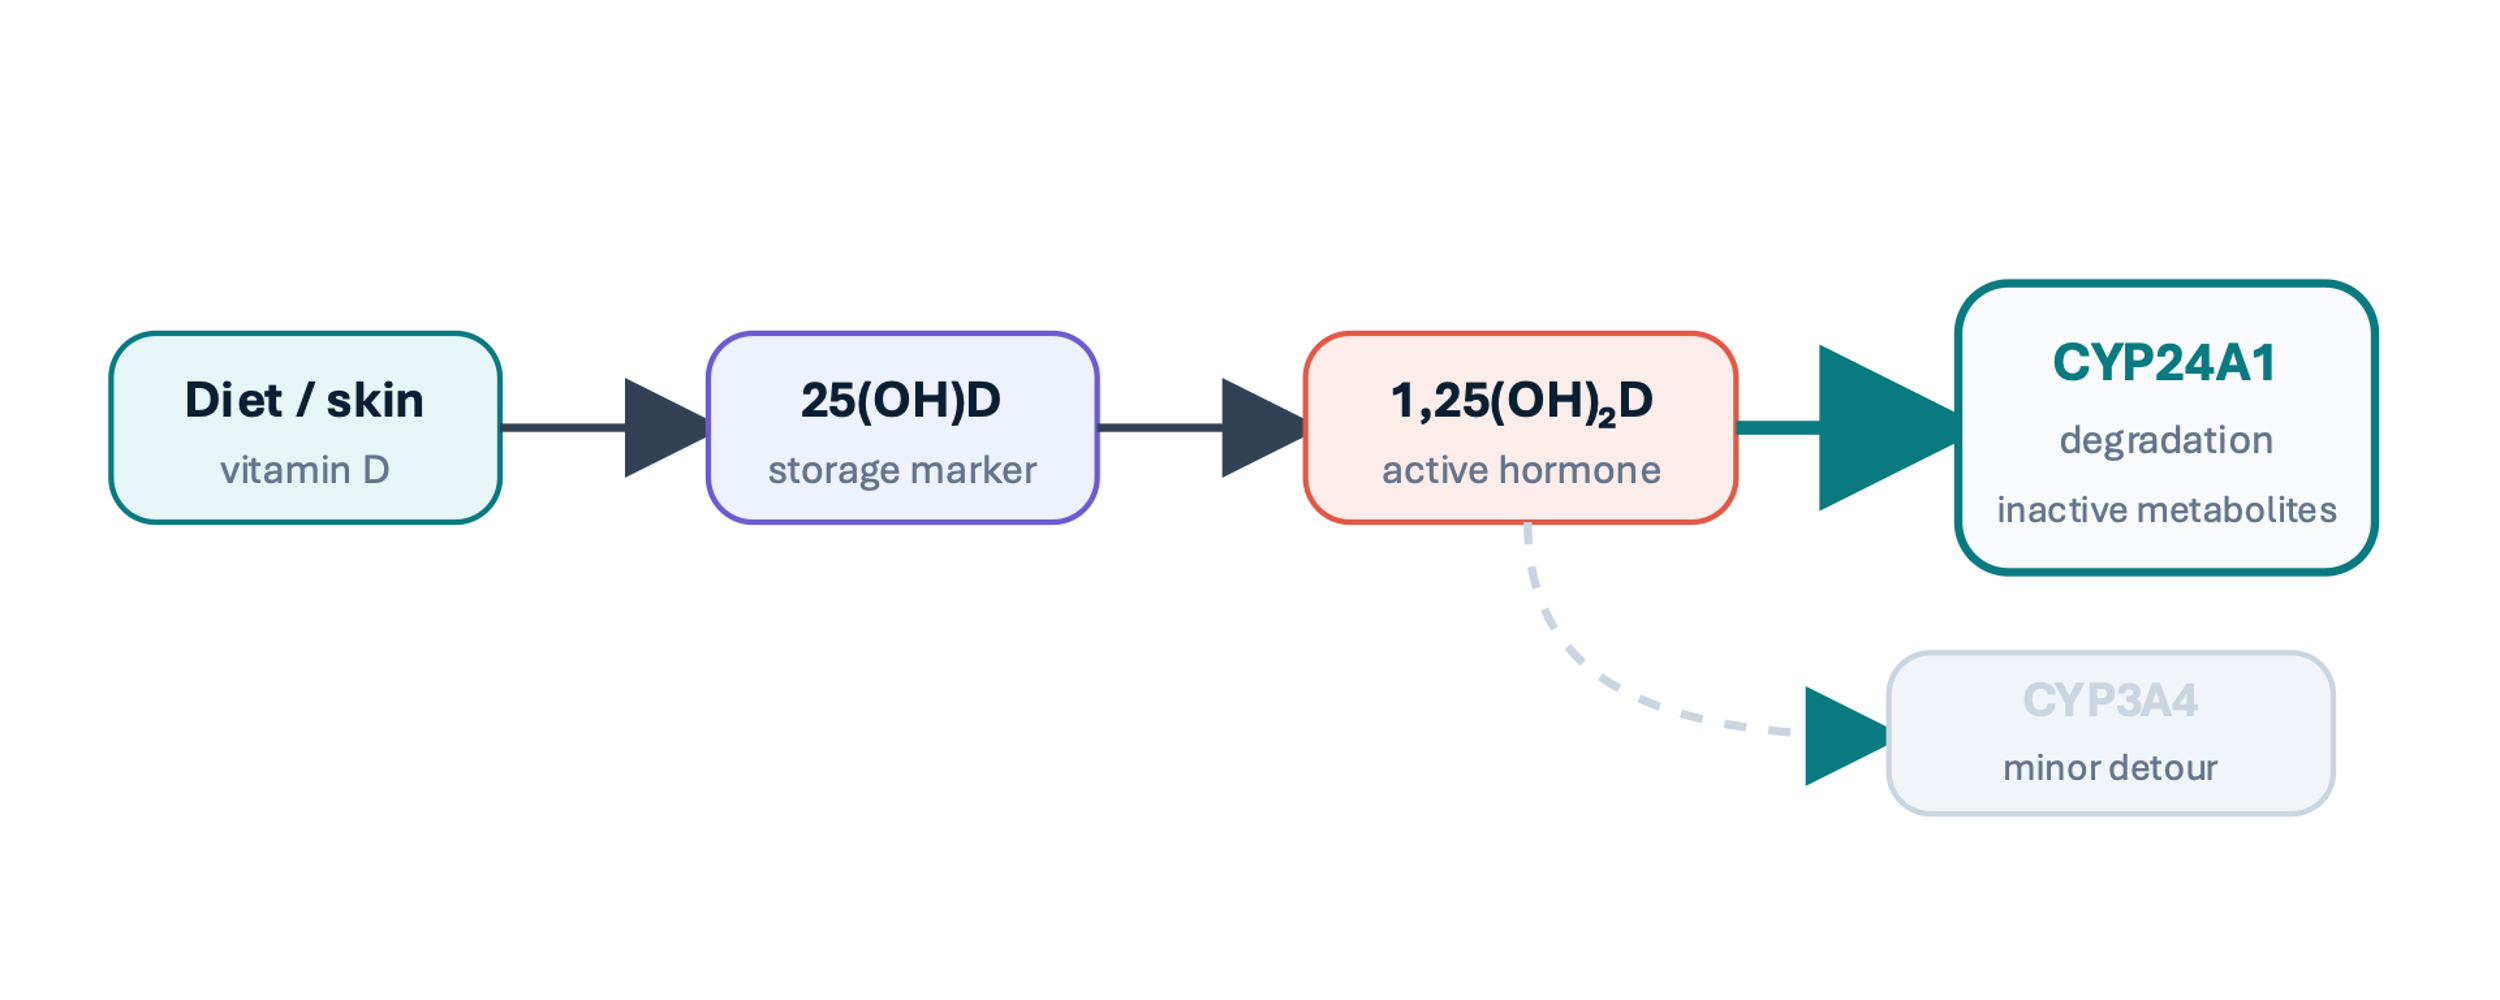 Diet / skin
vitamin D
25(OH)D
storage marker
1,25(OH)₂D
active hormone
CYP24A1
degradation
inactive metabolites
CYP3A4
minor detour